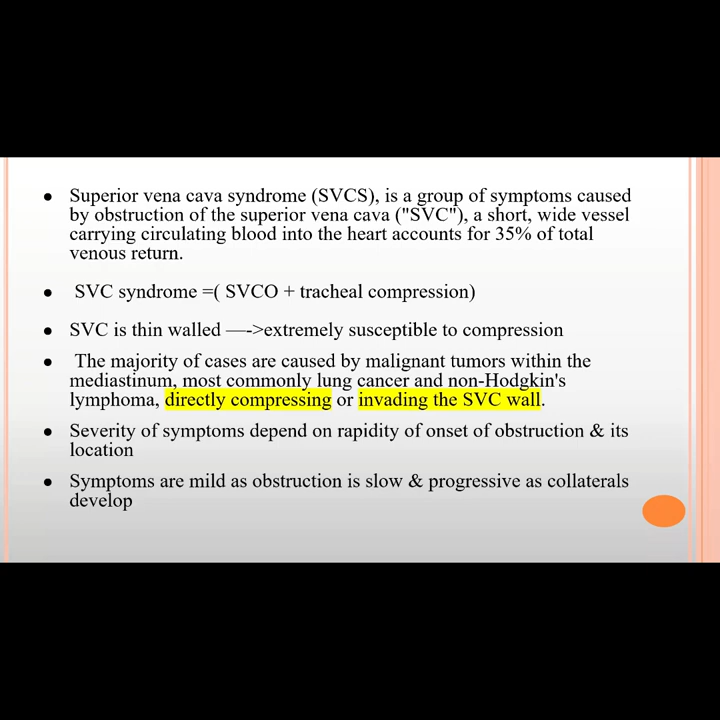 ● Superior vena cava syndrome (SVCS), is a group of symptoms caused
by obstruction of the superior vena cava ("SVC"), a short, wide vessel
carrying circulating blood into the heart accounts for 35% of total
venous return.
● SVC syndrome =( SVCO + tracheal compression)
● SVC is thin walled —->extremely susceptible to compression
● The majority of cases are caused by malignant tumors within the
mediastinum, most commonly lung cancer and non-Hodgkin's
lymphoma, directly compressing or invading the SVC wall.
● Severity of symptoms depend on rapidity of onset of obstruction & its
location
● Symptoms are mild as obstruction is slow & progressive as collaterals
develop